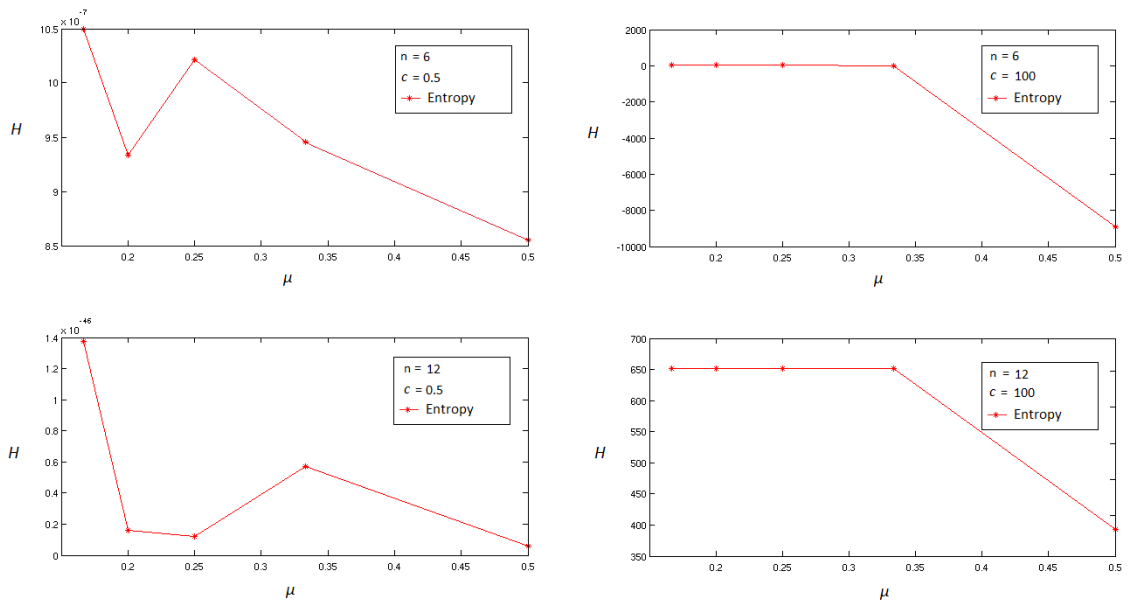 x 10⁻⁷
10.5
10
9.5
9
8.5
H
n = 6
c = 0.5
Entropy
0.2 0.25 0.3 0.35 0.4 0.45 0.5
μ
2000
0
-2000
-4000
-6000
-8000
-10000
H
n = 6
c = 100
Entropy
0.2 0.25 0.3 0.35 0.4 0.45 0.5
μ
x 10⁻⁴⁶
1.4
1.2
1
0.8
0.6
0.4
0.2
0
H
n = 12
c = 0.5
Entropy
0.2 0.25 0.3 0.35 0.4 0.45 0.5
μ
700
650
600
550
500
450
400
350
H
n = 12
c = 100
Entropy
0.2 0.25 0.3 0.35 0.4 0.45 0.5
μ